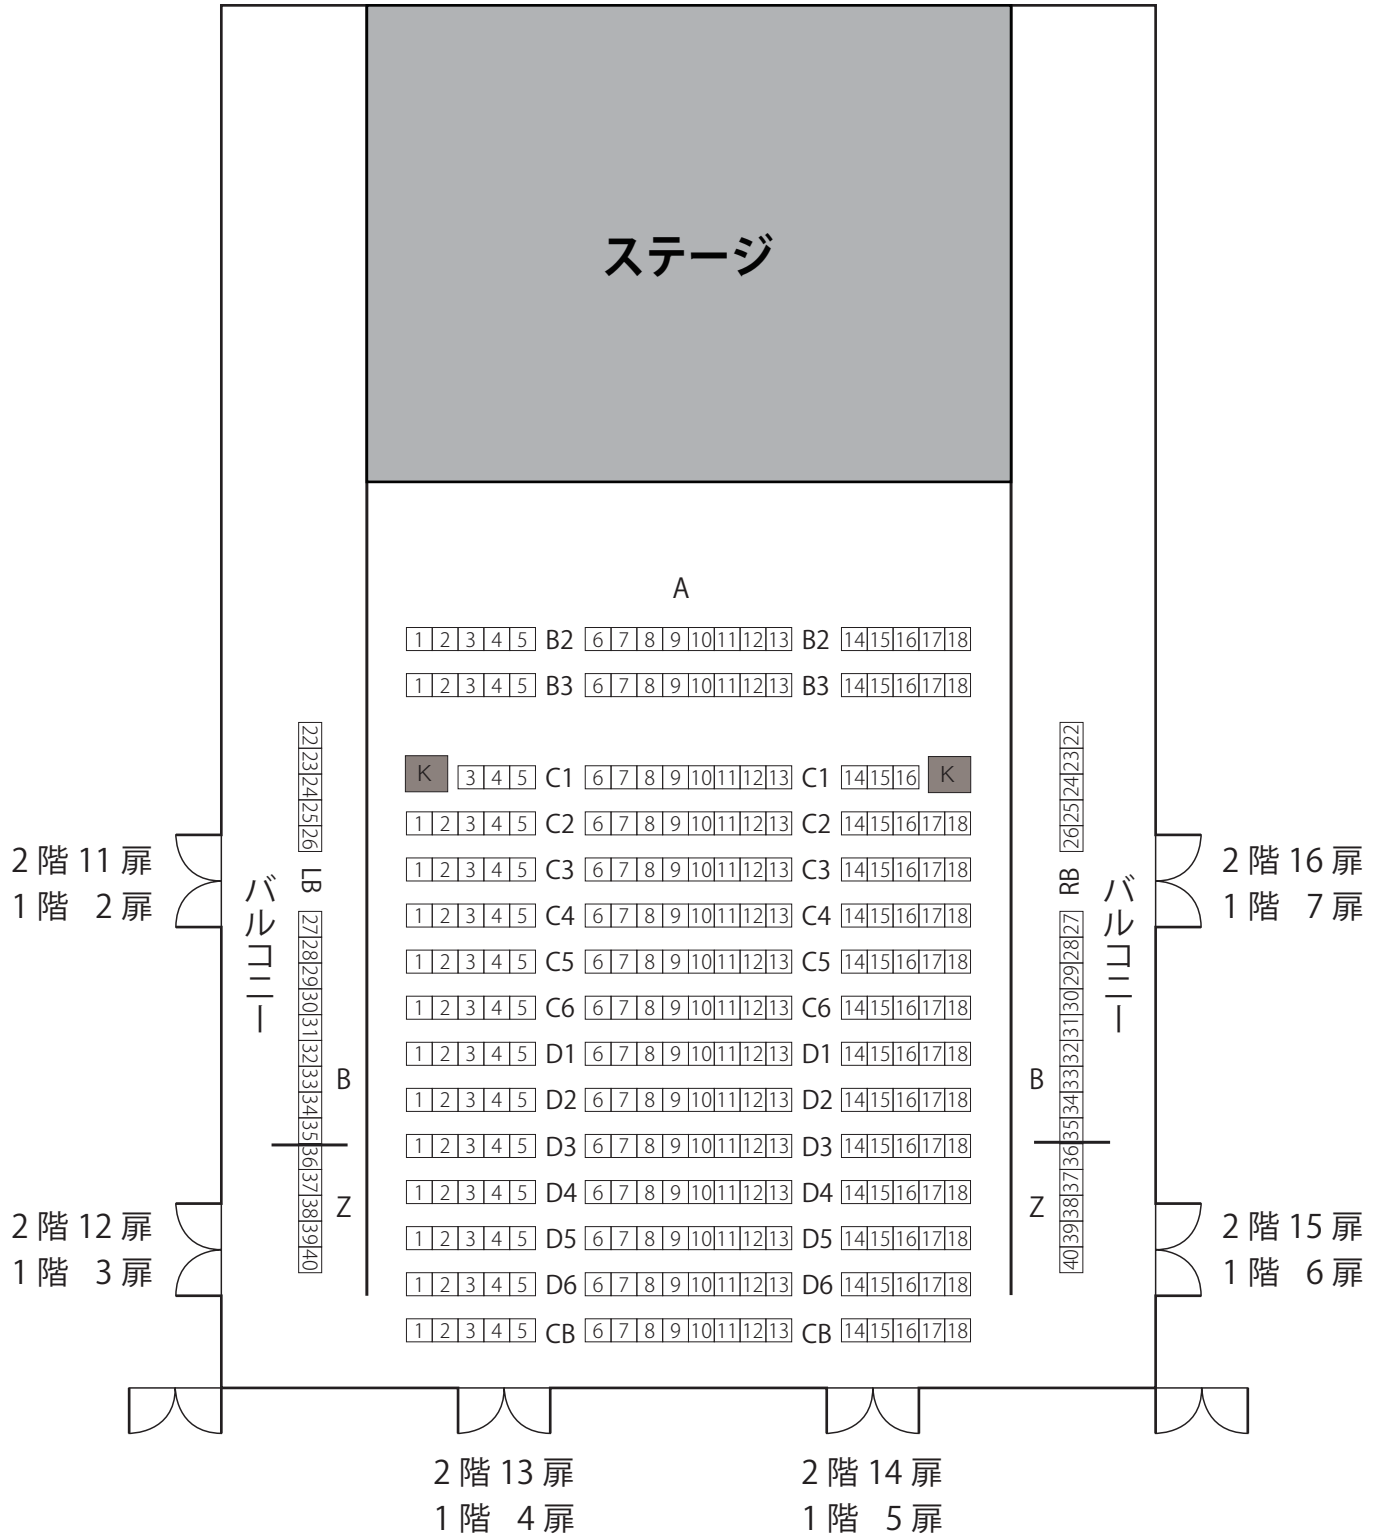 ステージ
A
1 2 3 4 5 B2 6 7 8 9 10 11 12 13 B2 14 15 16 17 18
1 2 3 4 5 B3 6 7 8 9 10 11 12 13 B3 14 15 16 17 18
K 3 4 5 C1 6 7 8 9 10 11 12 13 C1 14 15 16 K
1 2 3 4 5 C2 6 7 8 9 10 11 12 13 C2 14 15 16 17 18
1 2 3 4 5 C3 6 7 8 9 10 11 12 13 C3 14 15 16 17 18
1 2 3 4 5 C4 6 7 8 9 10 11 12 13 C4 14 15 16 17 18
1 2 3 4 5 C5 6 7 8 9 10 11 12 13 C5 14 15 16 17 18
1 2 3 4 5 C6 6 7 8 9 10 11 12 13 C6 14 15 16 17 18
1 2 3 4 5 D1 6 7 8 9 10 11 12 13 D1 14 15 16 17 18
1 2 3 4 5 D2 6 7 8 9 10 11 12 13 D2 14 15 16 17 18
1 2 3 4 5 D3 6 7 8 9 10 11 12 13 D3 14 15 16 17 18
1 2 3 4 5 D4 6 7 8 9 10 11 12 13 D4 14 15 16 17 18
1 2 3 4 5 D5 6 7 8 9 10 11 12 13 D5 14 15 16 17 18
1 2 3 4 5 D6 6 7 8 9 10 11 12 13 D6 14 15 16 17 18
1 2 3 4 5 CB 6 7 8 9 10 11 12 13 CB 14 15 16 17 18
22 23 24 25 26 LB 27 28 29 30 31 32 33 34 35 36 37 38 39 40
バルコニー
B
Z
22 23 24 25 26 RB 27 28 29 30 31 32 33 34 35 36 37 38 39 40
バルコニー
B
Z
2 階 11 扉
1 階 2 扉
2 階 16 扉
1 階 7 扉
2 階 12 扉
1 階 3 扉
2 階 15 扉
1 階 6 扉
2 階 13 扉
1 階 4 扉
2 階 14 扉
1 階 5 扉